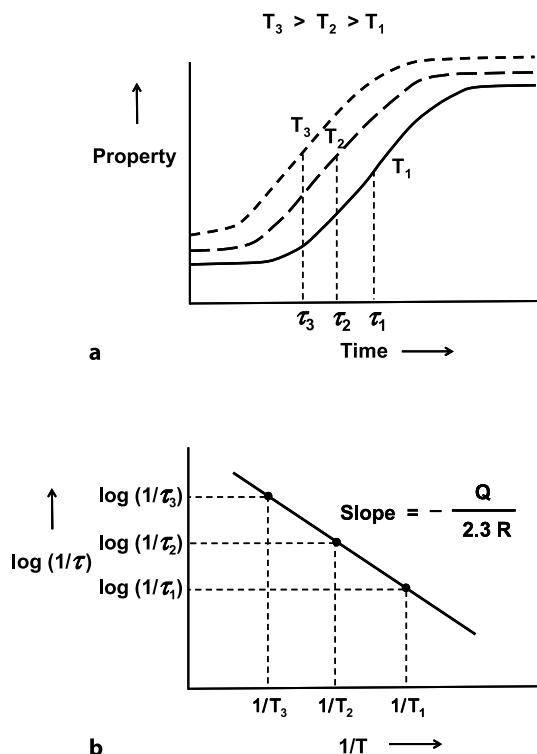 T₃ > T₂ > T₁
Property
T₃
T₂
T₁
τ₃ τ₂ τ₁
a
Time
log (1/τ₃)
log (1/τ₂)
log (1/τ₁)
log (1/τ)
Slope = − Q / 2.3 R
1/T₃ 1/T₂ 1/T₁
b
1/T